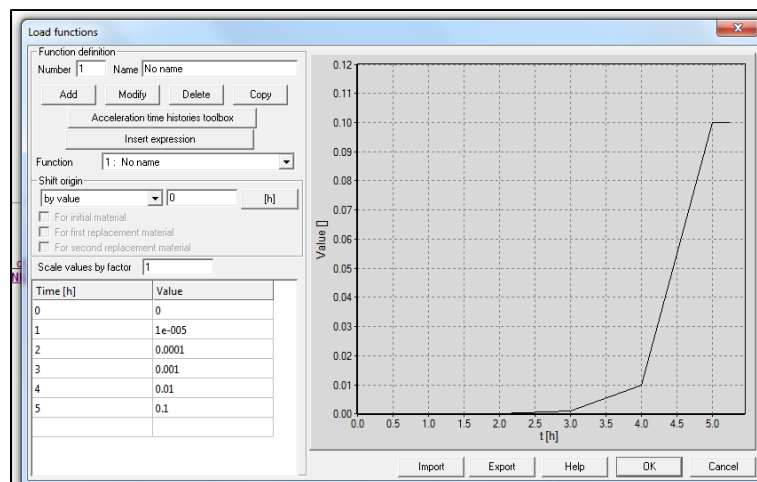 Load functions
Function definition
Number 1 Name No name
Add Modify Delete Copy
Acceleration time histories toolbox
Insert expression
Function 1 : No name
Shift origin
by value 0 [h]
For initial material
For first replacement material
For second replacement material
Scale values by factor 1
Time [h] Value
0 0
1 1e-005
2 0.0001
3 0.001
4 0.01
5 0.1
0.12
0.11
0.10
0.09
0.08
0.07
0.06
0.05
0.04
0.03
0.02
0.01
0.00
Value []
0.0 0.5 1.0 1.5 2.0 2.5 3.0 3.5 4.0 4.5 5.0
t [h]
Import Export Help OK Cancel